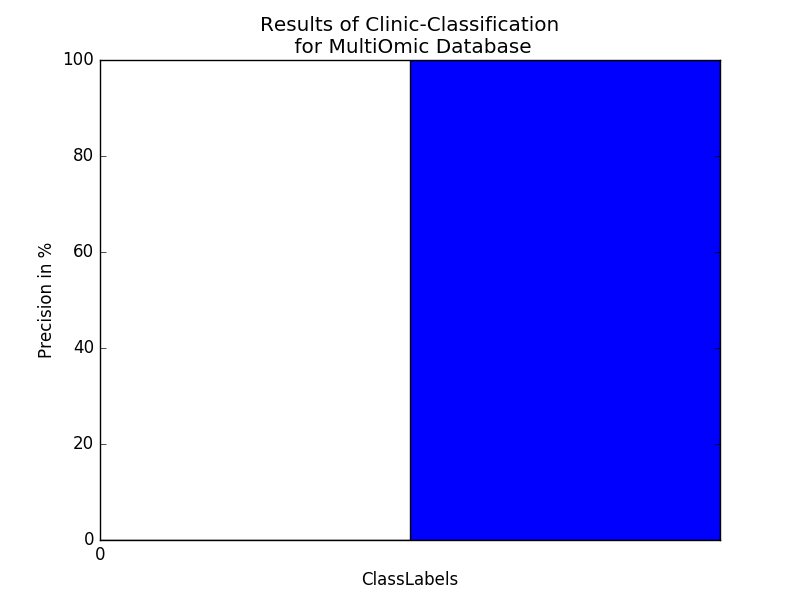 Results of Clinic-Classification
for MultiOmic Database
100
80
60
40
20
0
0
Precision in %
ClassLabels